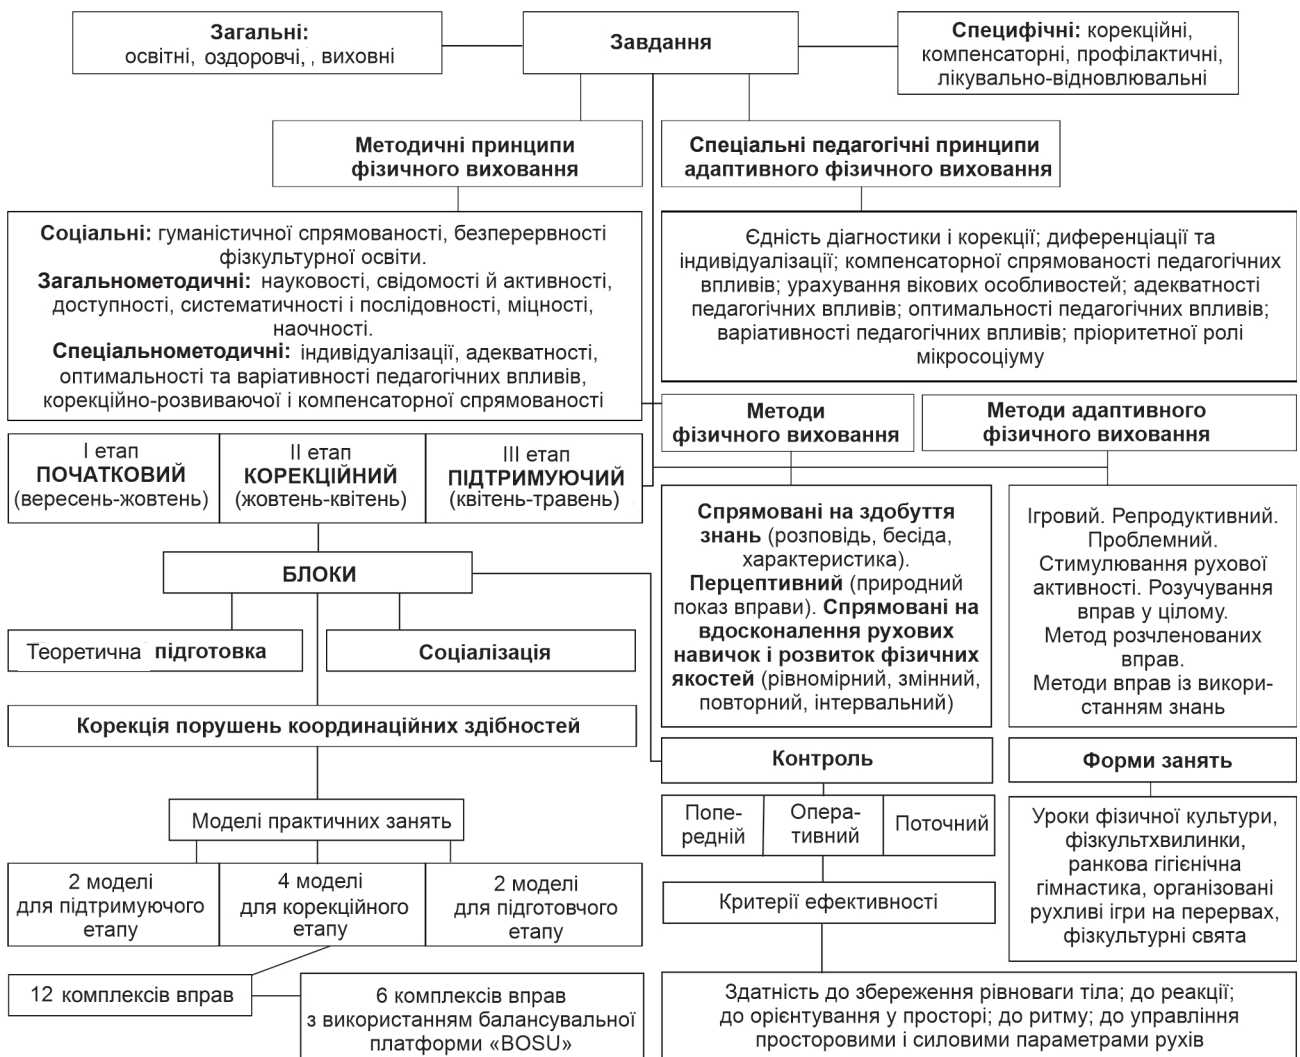 Загальні:
освітні, оздоровчі, , виховні
Завдання
Специфічні: корекційні,
компенсаторні, профілактичні,
лікувально-відновлювальні
Методичні принципи
фізичного виховання
Спеціальні педагогічні принципи
адаптивного фізичного виховання
Соціальні: гуманістичної спрямованості, безперервності
фізкультурної освіти.
Загальнометодичні: науковості, свідомості й активності,
доступності, систематичності і послідовності, міцності,
наочності.
Спеціальнометодичні: індивідуалізації, адекватності,
оптимальності та варіативності педагогічних впливів,
корекційно-розвиваючої і компенсаторної спрямованості
Єдність діагностики і корекції; диференціації та
індивідуалізації; компенсаторної спрямованості педагогічних
впливів; урахування вікових особливостей; адекватності
педагогічних впливів; оптимальності педагогічних впливів;
варіативності педагогічних впливів; пріоритетної ролі
мікросоціуму
Методи
фізичного виховання
Методи адаптивного
фізичного виховання
І етап
ПОЧАТКОВИЙ
(вересень-жовтень)
ІІ етап
КОРЕКЦІЙНИЙ
(жовтень-квітень)
ІІІ етап
ПІДТРИМУЮЧИЙ
(квітень-травень)
Спрямовані на здобуття
знань (розповідь, бесіда,
характеристика).
Перцептивний (природний
показ вправи). Спрямовані на
вдосконалення рухових
навичок і розвиток фізичних
якостей (рівномірний, змінний,
повторний, інтервальний)
Ігровий. Репродуктивний.
Проблемний.
Стимулювання рухової
активності. Розучування
вправ у цілому.
Метод розчленованих
вправ.
Методи вправ із викори-
станням знань
БЛОКИ
Теоретична підготовка
Соціалізація
Корекція порушень координаційних здібностей
Контроль
Форми занять
Попе-
редній
Опера-
тивний
Поточний
Уроки фізичної культури,
фізкультхвилинки,
ранкова гігієнічна
гімнастика, організовані
рухливі ігри на перервах,
фізкультурні свята
Моделі практичних занять
2 моделі
для підтримуючого
етапу
4 моделі
для корекційного
етапу
2 моделі
для підготовчого
етапу
Критерії ефективності
12 комплексів вправ
6 комплексів вправ
з використанням балансувальної
платформи «BOSU»
Здатність до збереження рівноваги тіла; до реакції;
до орієнтування у просторі; до ритму; до управління
просторовими і силовими параметрами рухів